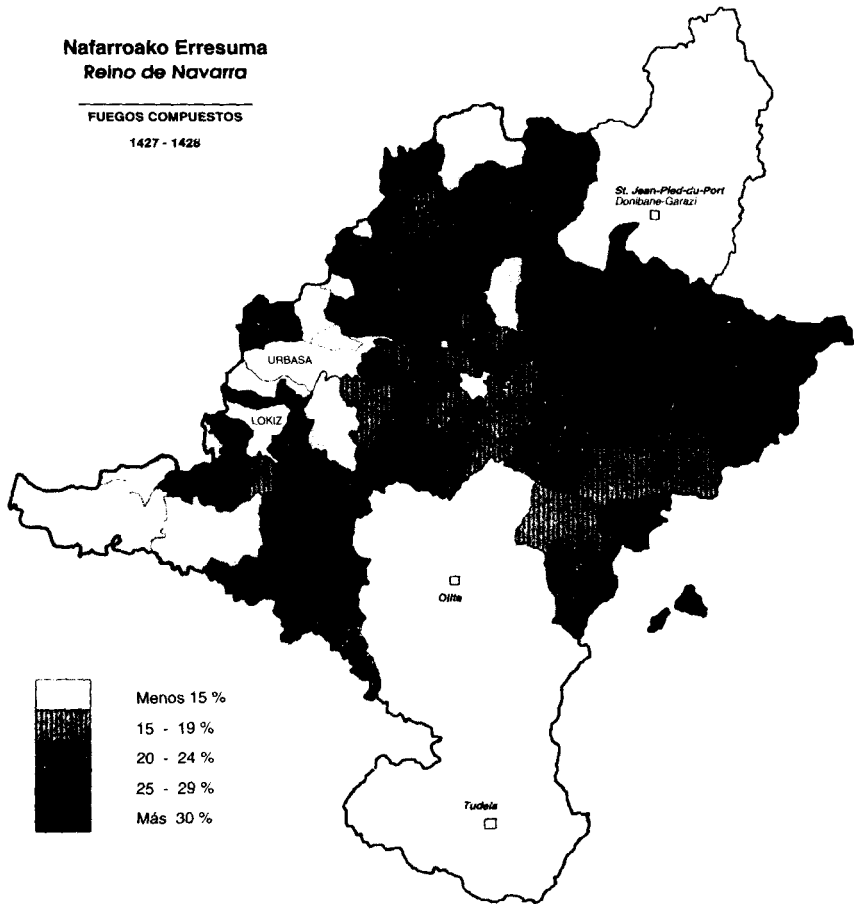 Nafarroako Erresuma
Reino de Navarra
FUEGOS COMPUESTOS
1427 - 1428
St. Jean-Pied-du-Port
Donibane-Garazi
URBASA
LOKIZ
Olite
Menos 15 %
15 - 19 %
20 - 24 %
25 - 29 %
Más 30 %
Tudela